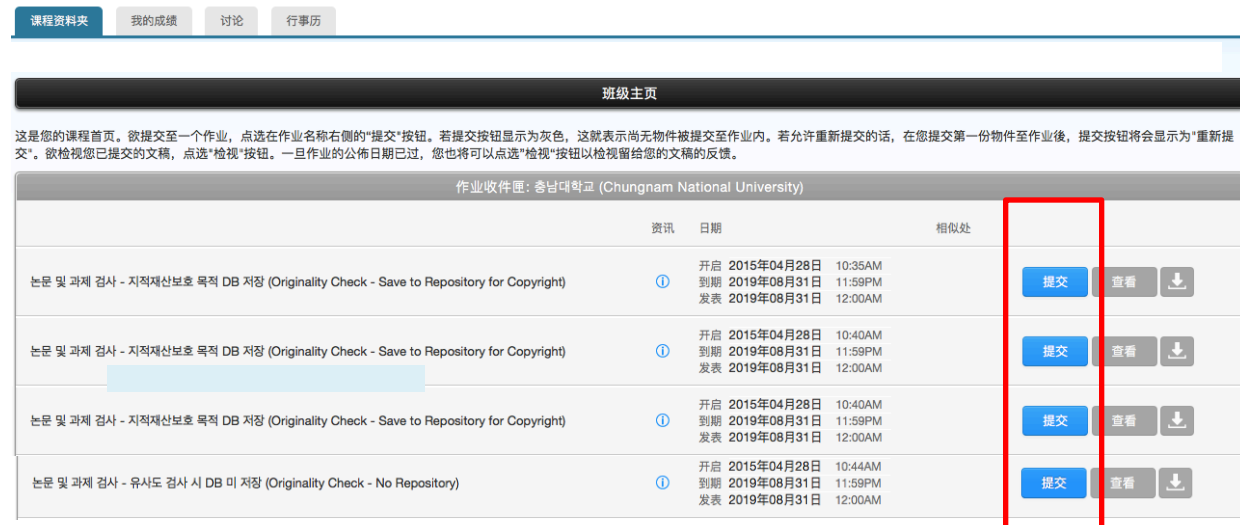 课程资料夹 我的成绩 讨论 行事历
班级主页
这是您的课程首页。欲提交至一个作业，点选在作业名称右侧的"提交"按钮。若提交按钮显示为灰色，这就表示尚无物件被提交至作业内。若允许重新提交的话，在您提交第一份物件至作业後，提交按钮将会显示为"重新提
交"。欲检视您已提交的文稿，点选"检视"按钮。一旦作业的公佈日期已过，您也将可以点选"检视"按钮以检视留给您的文稿的反馈。
作业收件匣: 충남대학교 (Chungnam National University)
资讯 日期 相似处
开启 2015年04月28日 10:35AM
논문 및 과제 검사 - 지적재산보호 목적 DB 저장 (Originality Check - Save to Repository for Copyright) 到期 2019年08月31日 11:59PM 提交 查看
发表 2019年08月31日 12:00AM
开启 2015年04月28日 10:40AM
논문 및 과제 검사 - 지적재산보호 목적 DB 저장 (Originality Check - Save to Repository for Copyright) 到期 2019年08月31日 11:59PM 提交 查看
发表 2019年08月31日 12:00AM
开启 2015年04月28日 10:40AM
논문 및 과제 검사 - 지적재산보호 목적 DB 저장 (Originality Check - Save to Repository for Copyright) 到期 2019年08月31日 11:59PM 提交 查看
发表 2019年08月31日 12:00AM
开启 2015年04月28日 10:44AM
논문 및 과제 검사 - 유사도 검사 시 DB 미 저장 (Originality Check - No Repository) 到期 2019年08月31日 11:59PM 提交 查看
发表 2019年08月31日 12:00AM